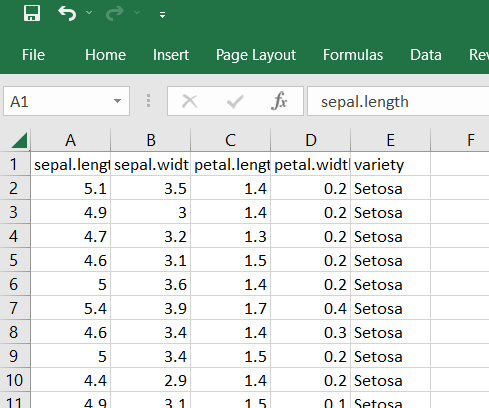 File Home Insert Page Layout Formulas Data Rev
A1 fx sepal.length
A B C D E F
1 sepal.lengt sepal.widt petal.lengt petal.widt variety
2 5.1 3.5 1.4 0.2 Setosa
3 4.9 3 1.4 0.2 Setosa
4 4.7 3.2 1.3 0.2 Setosa
5 4.6 3.1 1.5 0.2 Setosa
6 5 3.6 1.4 0.2 Setosa
7 5.4 3.9 1.7 0.4 Setosa
8 4.6 3.4 1.4 0.3 Setosa
9 5 3.4 1.5 0.2 Setosa
10 4.4 2.9 1.4 0.2 Setosa
11 4.9 3.1 1.5 0.1 Setosa